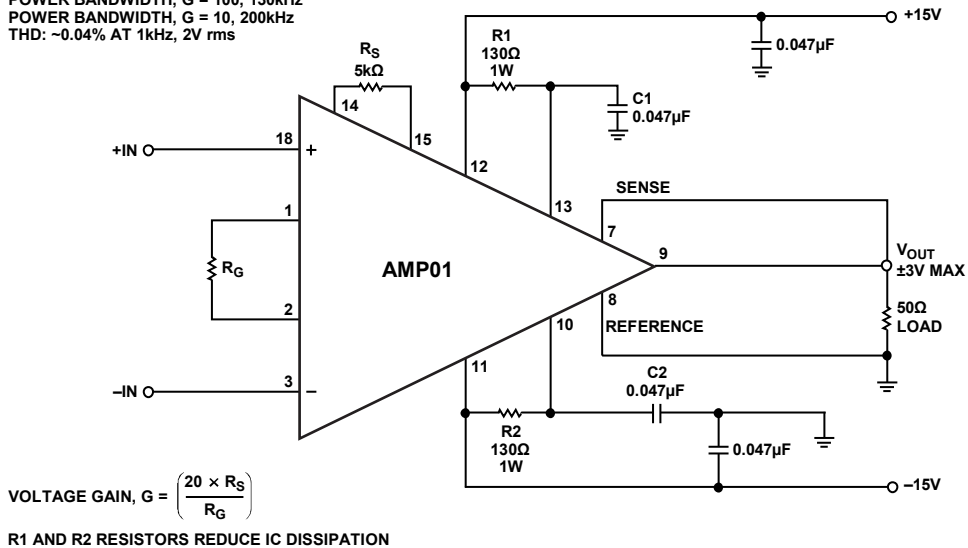 POWER BANDWIDTH, G = 100, 130kHz
POWER BANDWIDTH, G = 10, 200kHz
THD: ~0.04% AT 1kHz, 2V rms
+15V
0.047µF
R1
130Ω
1W
C1
0.047µF
RS
5kΩ
14
15
12
13
+IN
18
+
1
RG
2
–IN
3
–
AMP01
SENSE
7
9
VOUT
±3V MAX
8
REFERENCE
50Ω
LOAD
10
11
R2
130Ω
1W
C2
0.047µF
0.047µF
–15V
VOLTAGE GAIN, G = (20 × RS / RG)
R1 AND R2 RESISTORS REDUCE IC DISSIPATION